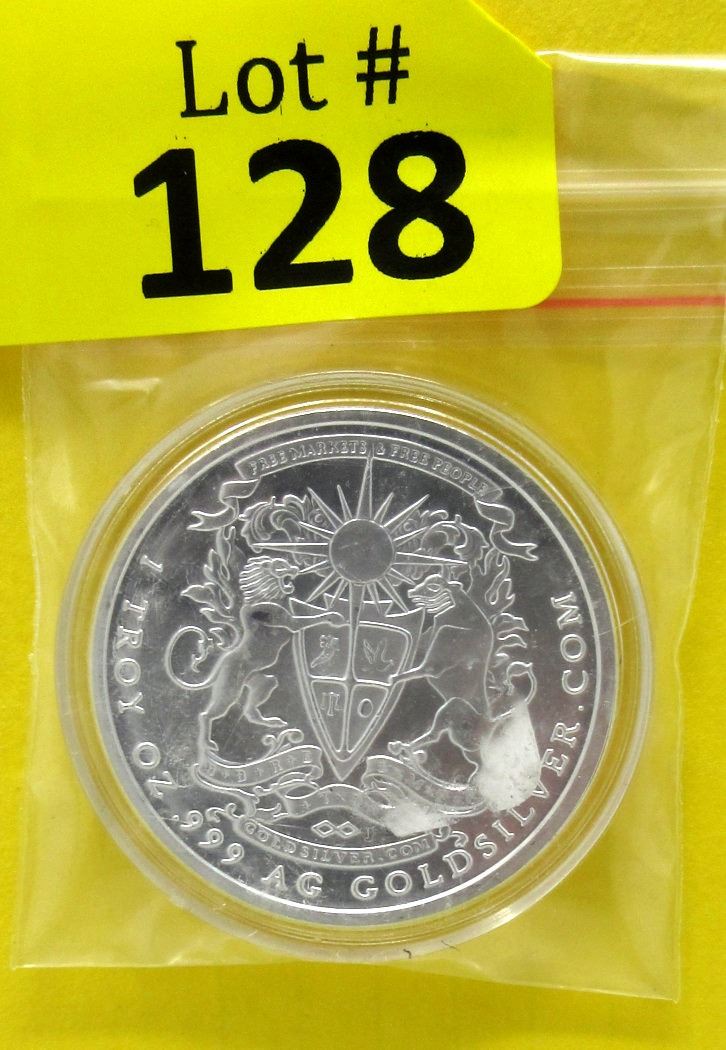 Lot #
128
FREE MARKETS & FREE PEOPLE
1 TROY OZ .999 AG GOLDSILVER.COM
GOLDSILVER.COM